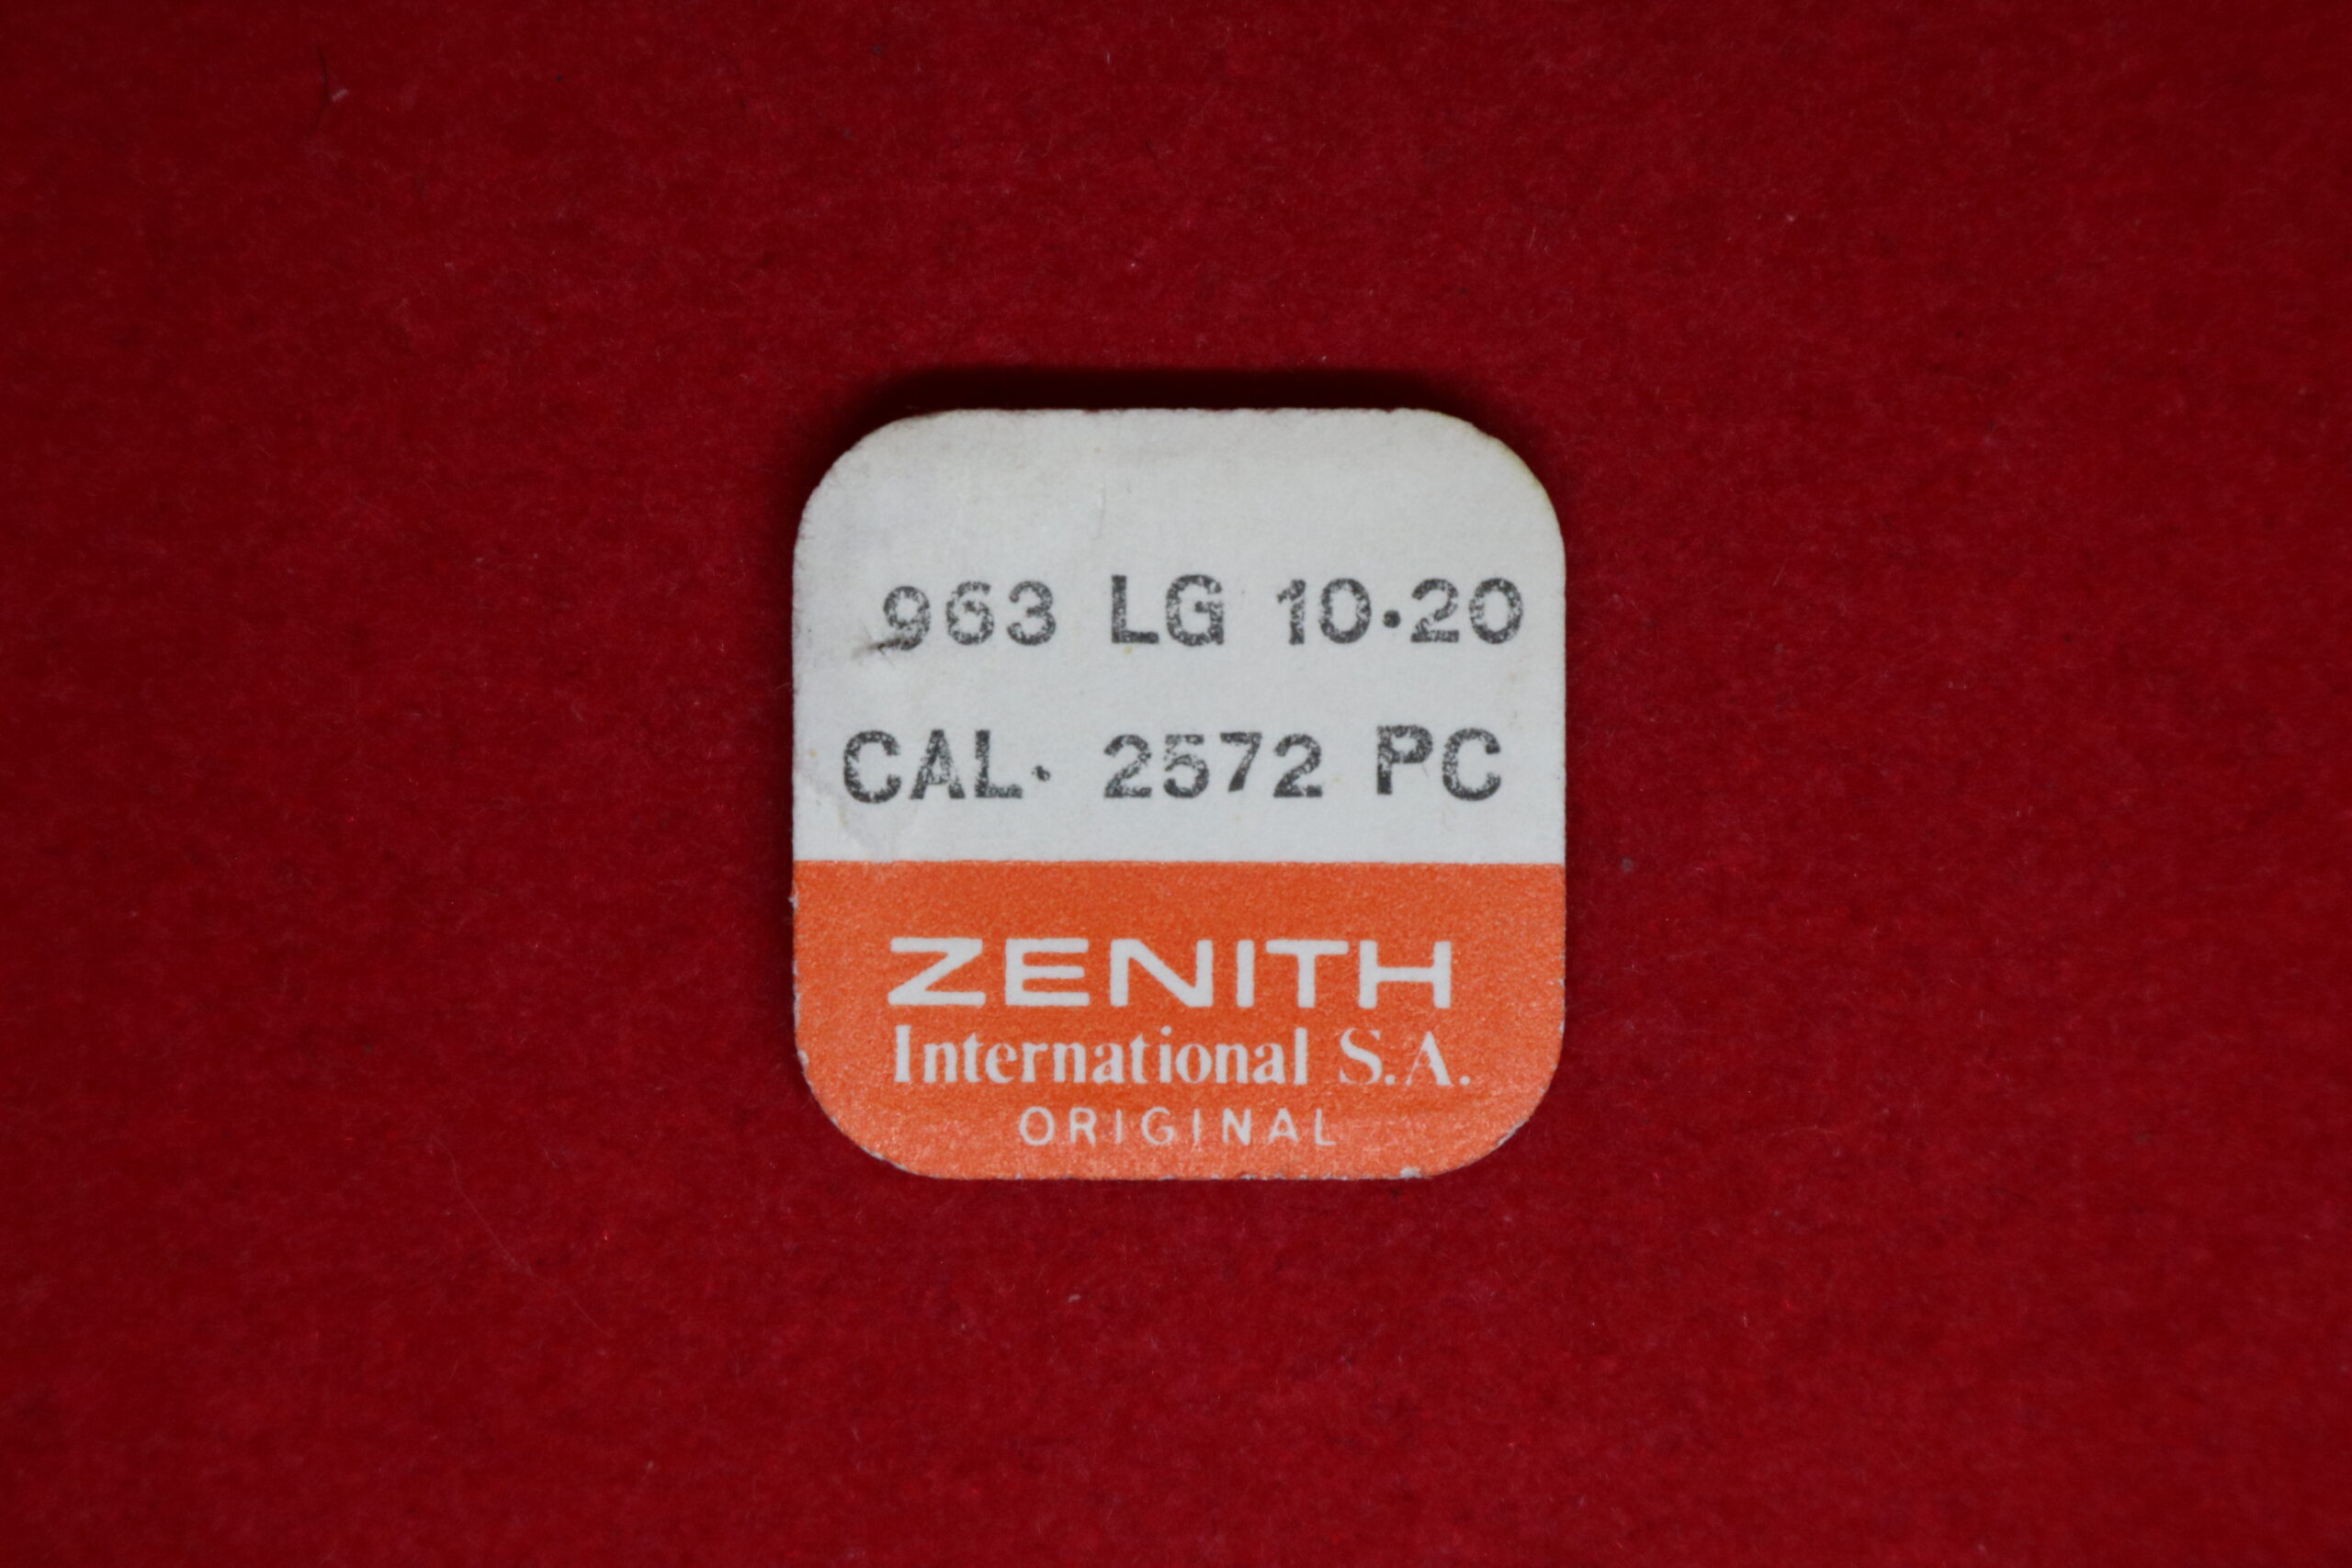 963 LG 10·20
CAL. 2572 PC
ZENITH
International S.A.
ORIGINAL